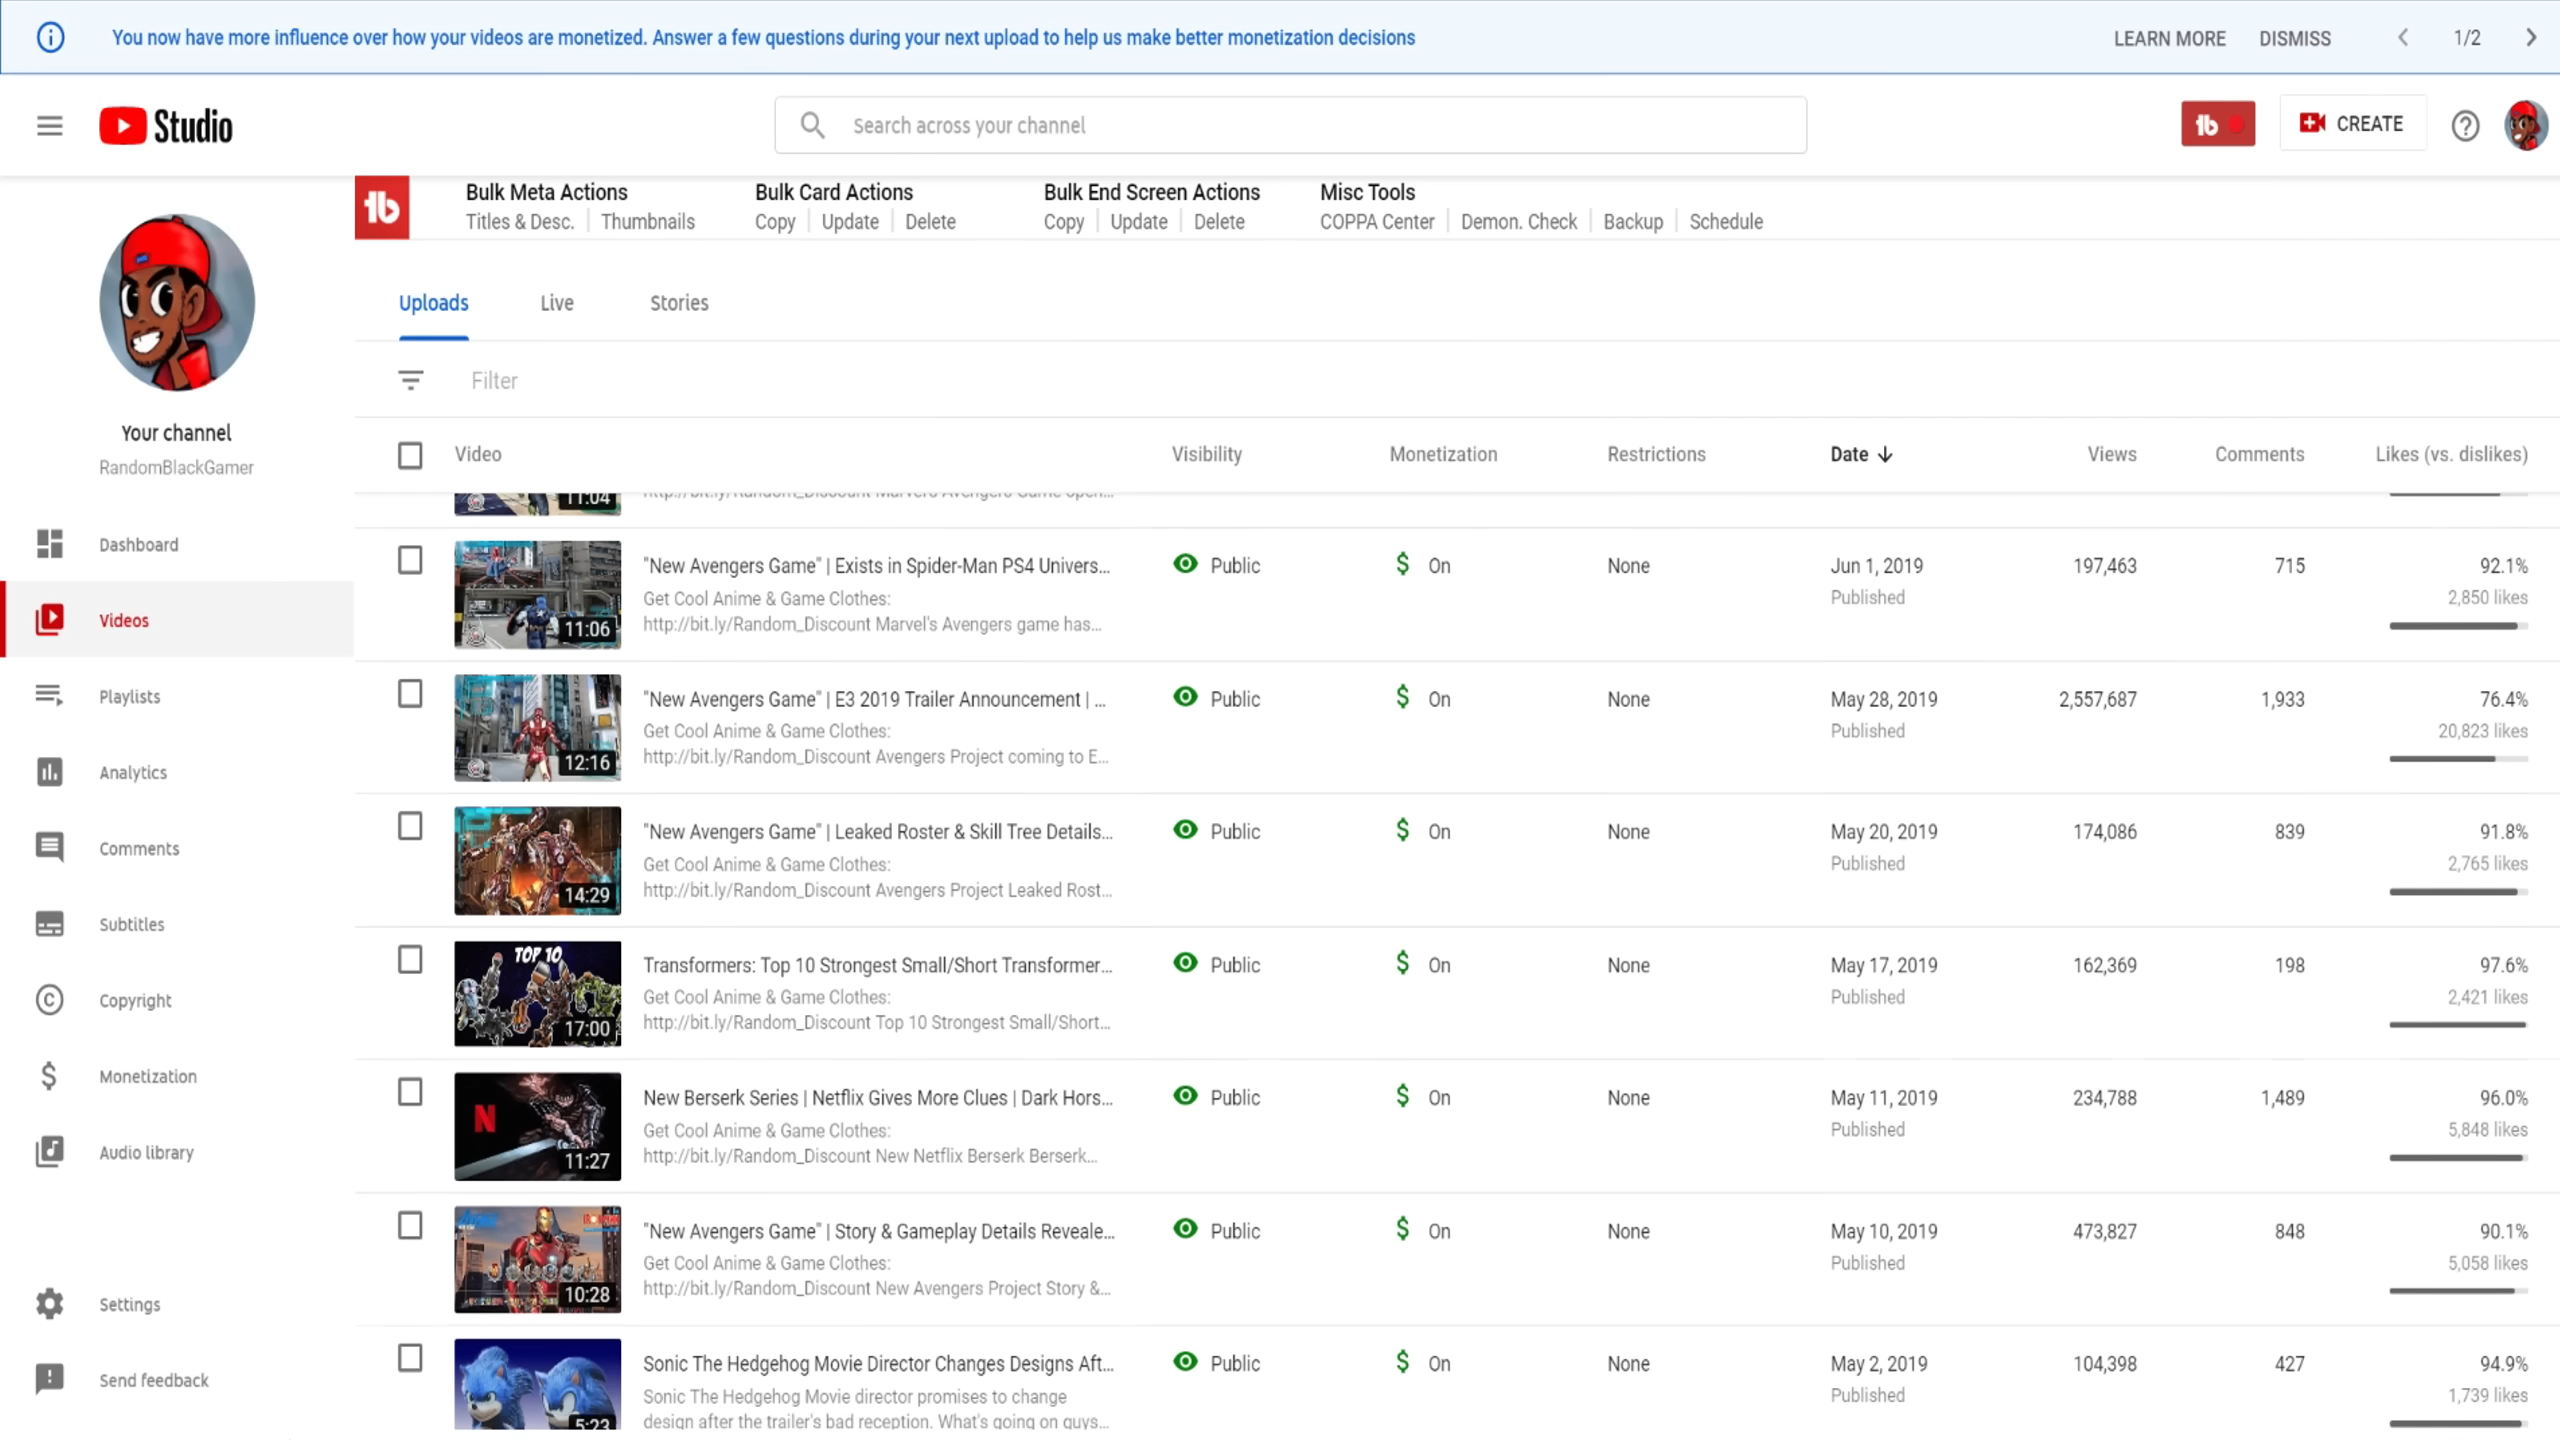 You now have more influence over how your videos are monetized. Answer a few questions during your next upload to help us make better monetization decisions
LEARN MORE DISMISS 1/2
Studio
Search across your channel
tb CREATE
tb
Bulk Meta Actions Bulk Card Actions Bulk End Screen Actions Misc Tools
Titles & Desc. Thumbnails Copy Update Delete Copy Update Delete COPPA Center Demon. Check Backup Schedule
Uploads Live Stories
Filter
Your channel
RandomBlackGamer
Dashboard
Videos
Playlists
Analytics
Comments
Subtitles
Copyright
Monetization
Audio library
Settings
Send feedback
Video Visibility Monetization Restrictions Date Views Comments Likes (vs. dislikes)
11:04 http://bit.ly/Random_Discount Marvel's Avengers Game open...
"New Avengers Game" | Exists in Spider-Man PS4 Univers... Public On None Jun 1, 2019 197,463 715 92.1%
Get Cool Anime & Game Clothes: Published 2,850 likes
11:06 http://bit.ly/Random_Discount Marvel's Avengers game has...
"New Avengers Game" | E3 2019 Trailer Announcement | ... Public On None May 28, 2019 2,557,687 1,933 76.4%
Get Cool Anime & Game Clothes: Published 20,823 likes
12:16 http://bit.ly/Random_Discount Avengers Project coming to E...
"New Avengers Game" | Leaked Roster & Skill Tree Details... Public On None May 20, 2019 174,086 839 91.8%
Get Cool Anime & Game Clothes: Published 2,765 likes
14:29 http://bit.ly/Random_Discount Avengers Project Leaked Rost...
TOP 10
Transformers: Top 10 Strongest Small/Short Transformer... Public On None May 17, 2019 162,369 198 97.6%
Get Cool Anime & Game Clothes: Published 2,421 likes
17:00 http://bit.ly/Random_Discount Top 10 Strongest Small/Short...
N
New Berserk Series | Netflix Gives More Clues | Dark Hors... Public On None May 11, 2019 234,788 1,489 96.0%
Get Cool Anime & Game Clothes: Published 5,848 likes
11:27 http://bit.ly/Random_Discount New Netflix Berserk Berserk...
"New Avengers Game" | Story & Gameplay Details Reveale... Public On None May 10, 2019 473,827 848 90.1%
Get Cool Anime & Game Clothes: Published 5,058 likes
10:28 http://bit.ly/Random_Discount New Avengers Project Story &...
Sonic The Hedgehog Movie Director Changes Designs Aft... Public On None May 2, 2019 104,398 427 94.9%
Sonic The Hedgehog Movie director promises to change Published 1,739 likes
5:23 design after the trailer's bad reception. What's going on guys...